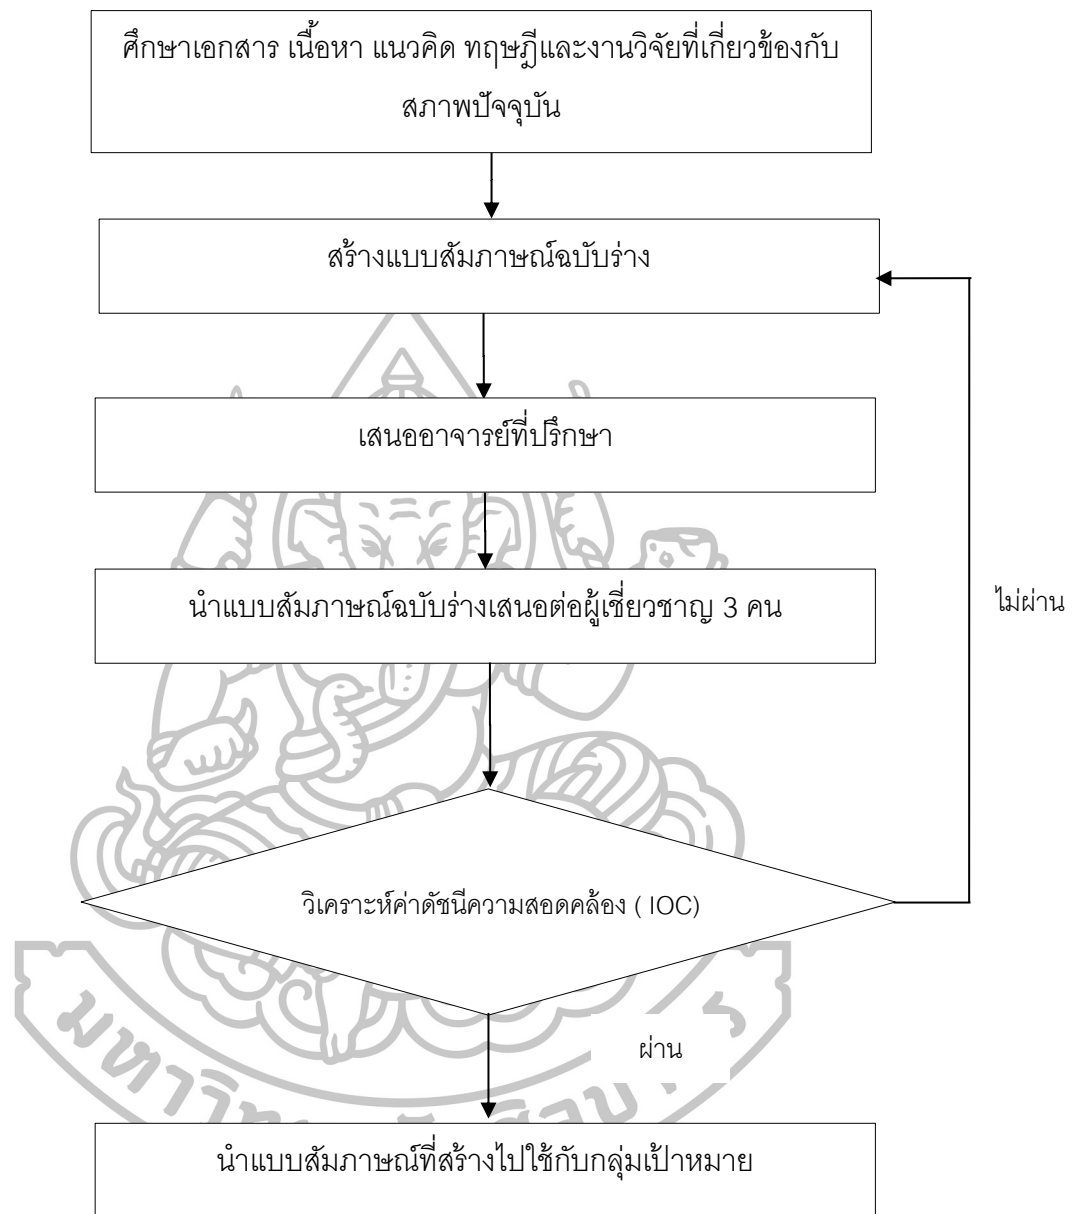 ศึกษาเอกสาร เนื้อหา แนวคิด ทฤษฎีและงานวิจัยที่เกี่ยวข้องกับ
สภาพปัจจุบัน
สร้างแบบสัมภาษณ์ฉบับร่าง
เสนออาจารย์ที่ปรึกษา
นำแบบสัมภาษณ์ฉบับร่างเสนอต่อผู้เชี่ยวชาญ 3 คน
ไม่ผ่าน
วิเคราะห์ค่าดัชนีความสอดคล้อง ( IOC)
ผ่าน
นำแบบสัมภาษณ์ที่สร้างไปใช้กับกลุ่มเป้าหมาย